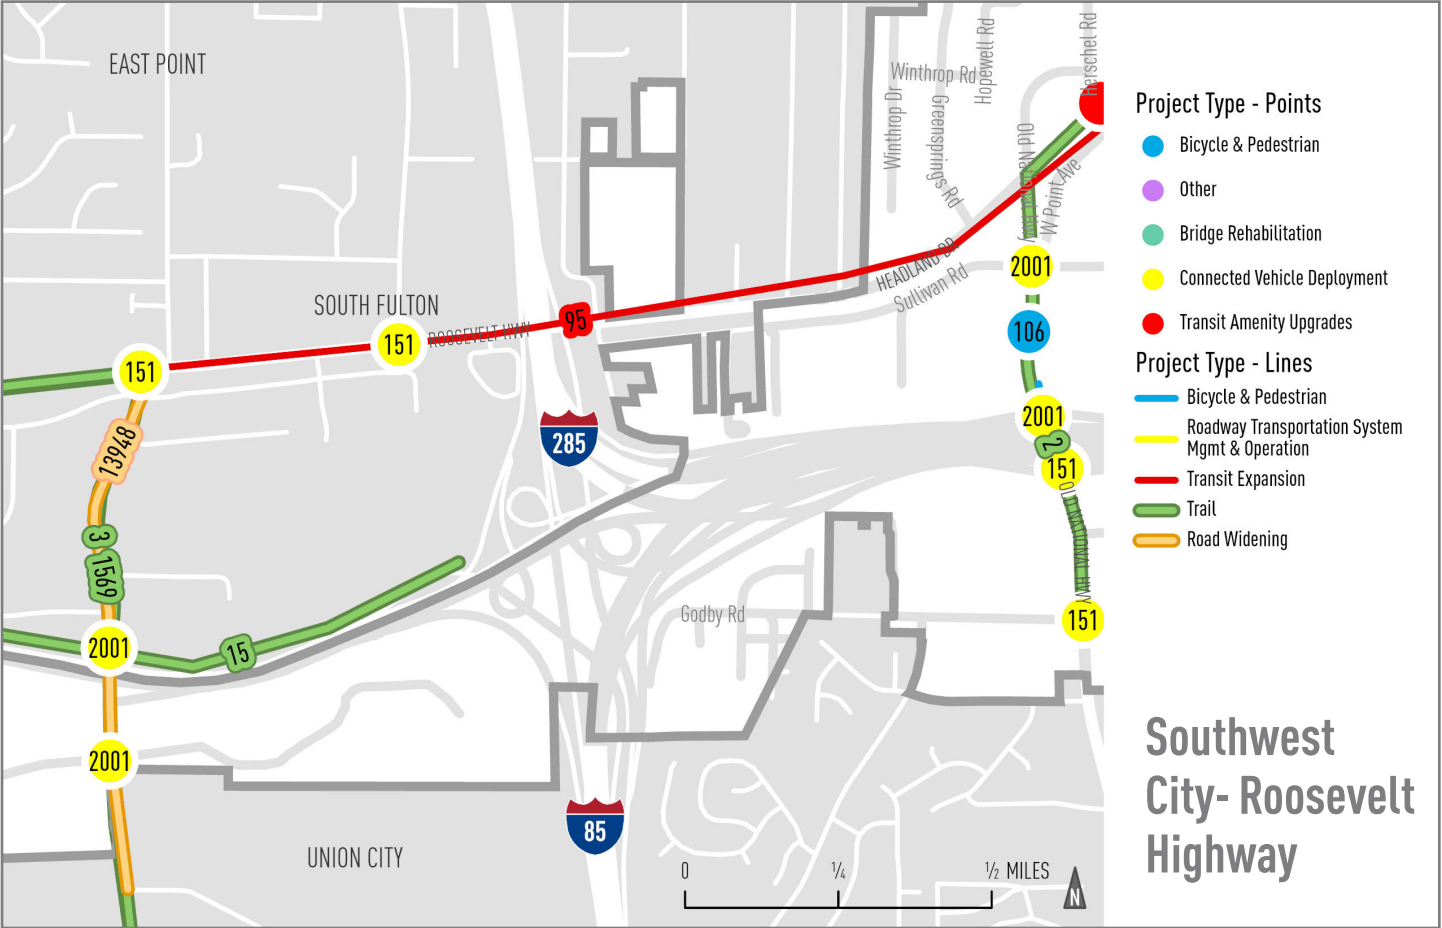 EAST POINT
Winthrop Rd
Hopewell Rd
Herschel Rd
Winthrop Dr
Greensprings Rd
W Point Ave
HEADLAND DR
Sullivan Rd
2001
SOUTH FULTON
ROOSEVELT HWY
95
106
151
151
2001
2
151
285
13948
OLD NATIONAL HWY
3
1569
Godby Rd
151
2001
15
2001
85
UNION CITY
0
1/4
1/2 MILES
N
Project Type - Points
Bicycle & Pedestrian
Other
Bridge Rehabilitation
Connected Vehicle Deployment
Transit Amenity Upgrades
Project Type - Lines
Bicycle & Pedestrian
Roadway Transportation System
Mgmt & Operation
Transit Expansion
Trail
Road Widening
Southwest
City- Roosevelt
Highway